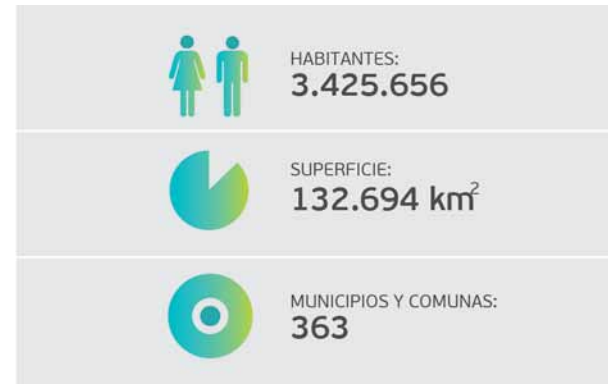 HABITANTES:
3.425.656
SUPERFICIE:
132.694 km²
MUNICIPIOS Y COMUNAS:
363